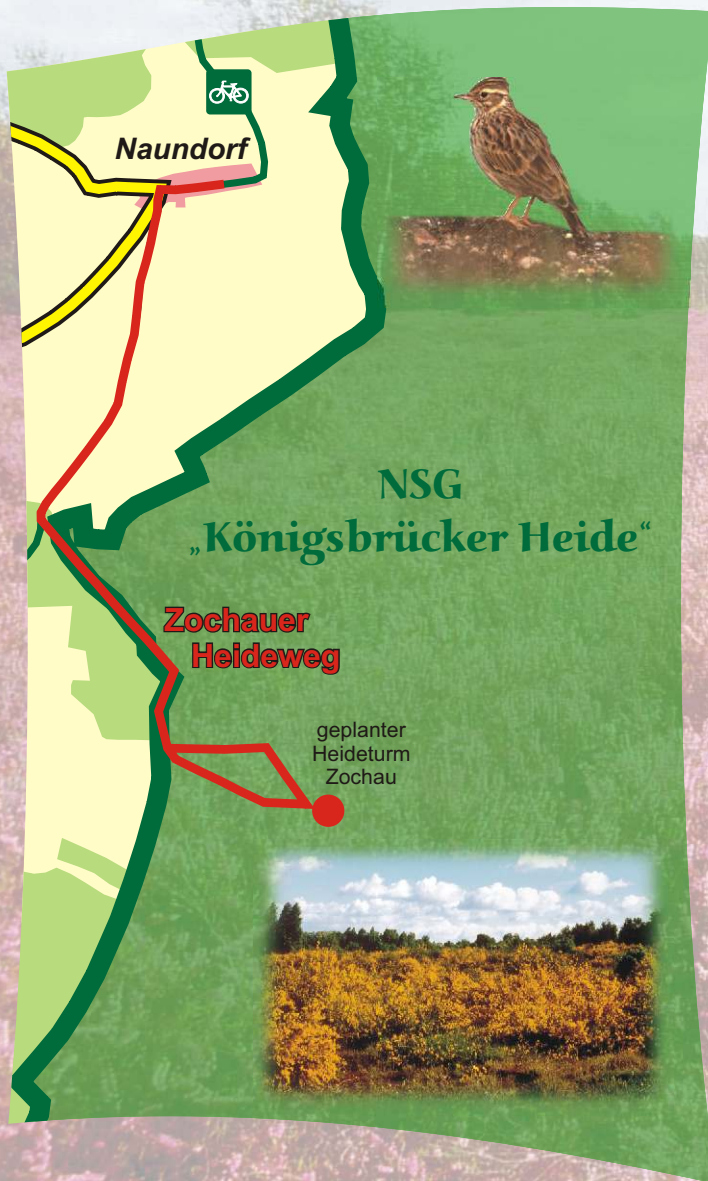 Naundorf
NSG
„Königsbrücker Heide“
Zochauer
Heideweg
geplanter
Heideturm
Zochau